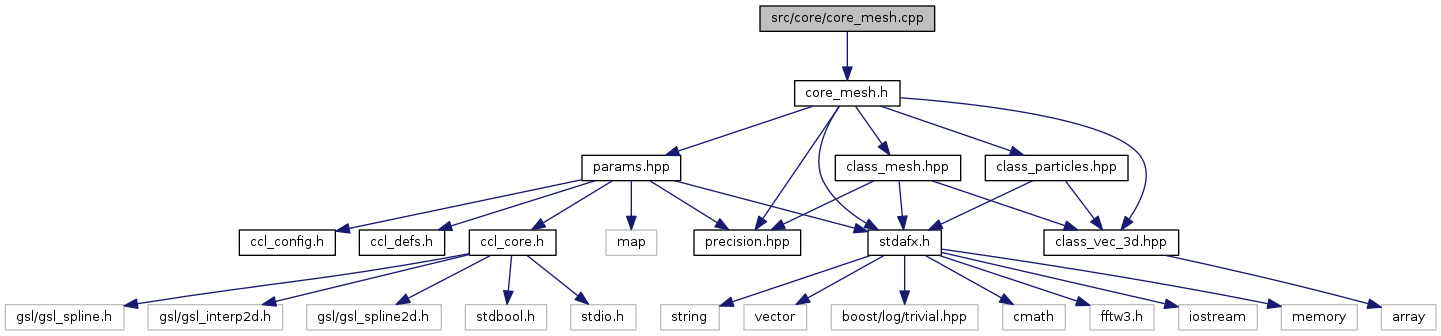 src/core/core_mesh.cpp
core_mesh.h
params.hpp
class_mesh.hpp
class_particles.hpp
ccl_config.h
ccl_defs.h
ccl_core.h
map
precision.hpp
stdafx.h
class_vec_3d.hpp
gsl/gsl_spline.h
gsl/gsl_interp2d.h
gsl/gsl_spline2d.h
stdbool.h
stdio.h
string
vector
boost/log/trivial.hpp
cmath
fftw3.h
iostream
memory
array